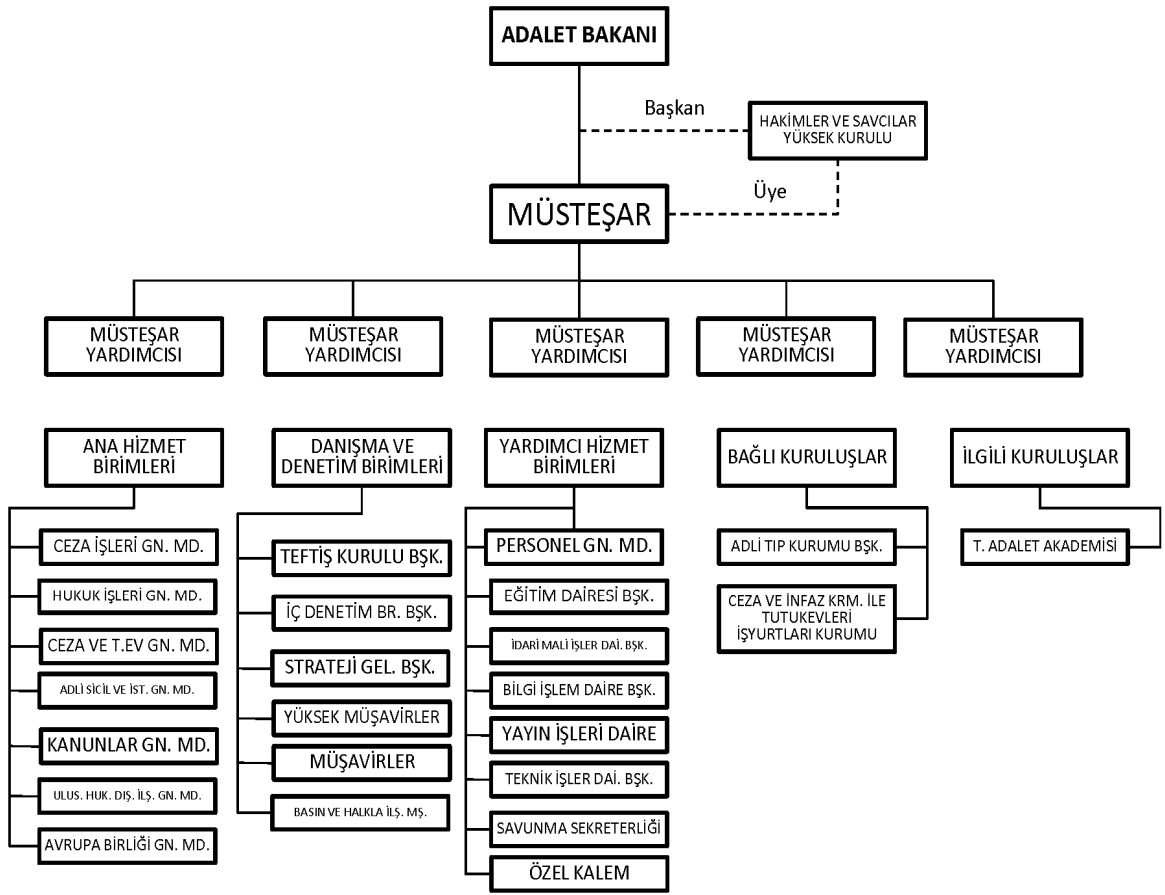 ADALET BAKANI
Başkan
HAKİMLER VE SAVCILAR
YÜKSEK KURULU
Üye
MÜSTEŞAR
MÜSTEŞAR
YARDIMCISI
MÜSTEŞAR
YARDIMCISI
MÜSTEŞAR
YARDIMCISI
MÜSTEŞAR
YARDIMCISI
MÜSTEŞAR
YARDIMCISI
ANA HİZMET
BİRİMLERİ
CEZA İŞLERİ GN. MD.
HUKUK İŞLERİ GN. MD.
CEZA VE T.EV GN. MD.
ADLİ SİCİL VE İST. GN. MD.
KANUNLAR GN. MD.
ULUS. HUK. DIŞ. İLŞ. GN. MD.
AVRUPA BİRLİĞİ GN. MD.
DANIŞMA VE
DENETİM BİRİMLERİ
TEFTİŞ KURULU BŞK.
İÇ DENETİM BR. BŞK.
STRATEJİ GEL. BŞK.
YÜKSEK MÜŞAVİRLER
MÜŞAVİRLER
BASIN VE HALKLA İLŞ. MŞ.
YARDIMCI HİZMET
BİRİMLERİ
PERSONEL GN. MD.
EĞİTİM DAİRESİ BŞK.
İDARİ MALİ İŞLER DAİ. BŞK.
BİLGİ İŞLEM DAİRE BŞK.
YAYIN İŞLERİ DAİRE
TEKNİK İŞLER DAİ. BŞK.
SAVUNMA SEKRETERLİĞİ
ÖZEL KALEM
BAĞLI KURULUŞLAR
ADLİ TIP KURUMU BŞK.
CEZA VE İNFAZ KRM. İLE
TUTUKEVLERİ
İŞYURTLARI KURUMU
İLGİLİ KURULUŞLAR
T. ADALET AKADEMİSİ